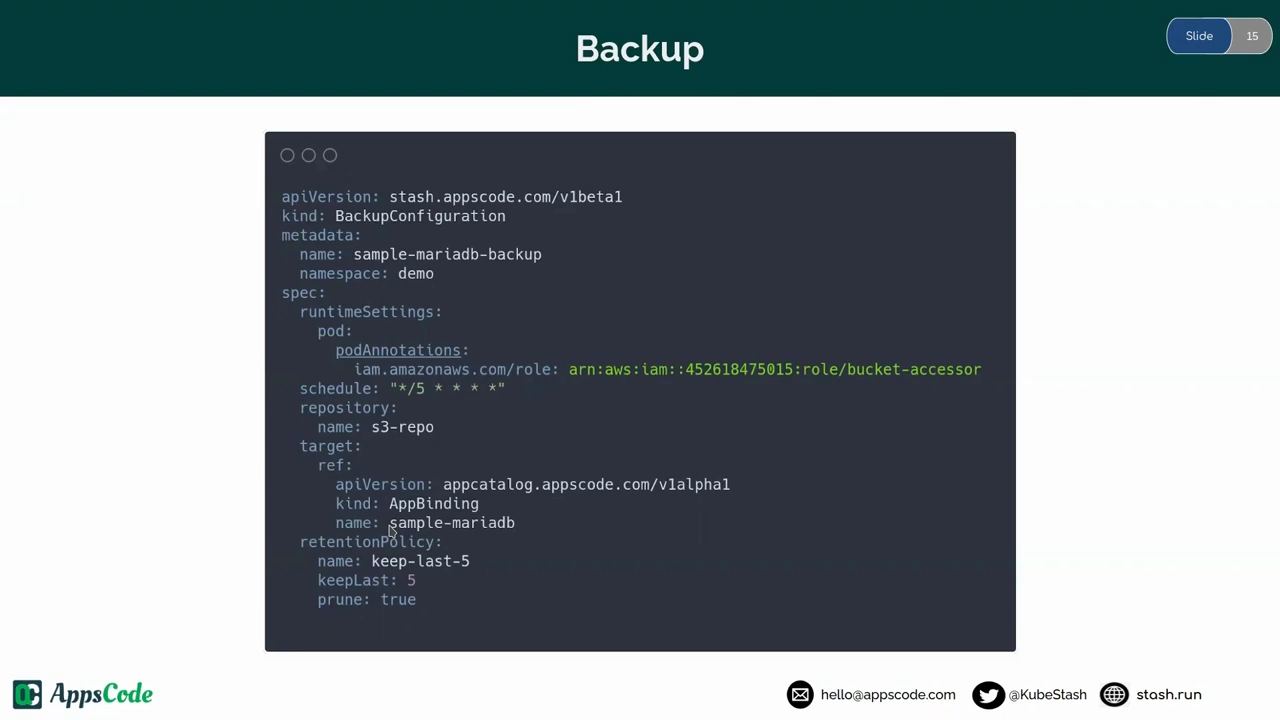 Backup
Slide 15
apiVersion: stash.appscode.com/v1beta1
kind: BackupConfiguration
metadata:
  name: sample-mariadb-backup
  namespace: demo
spec:
  runtimeSettings:
    pod:
      podAnnotations:
        iam.amazonaws.com/role: arn:aws:iam::452618475015:role/bucket-accessor
  schedule: "*/5 * * * *"
  repository:
    name: s3-repo
  target:
    ref:
      apiVersion: appcatalog.appscode.com/v1alpha1
      kind: AppBinding
      name: sample-mariadb
  retentionPolicy:
    name: keep-last-5
    keepLast: 5
    prune: true
AppsCode
hello@appscode.com @KubeStash stash.run